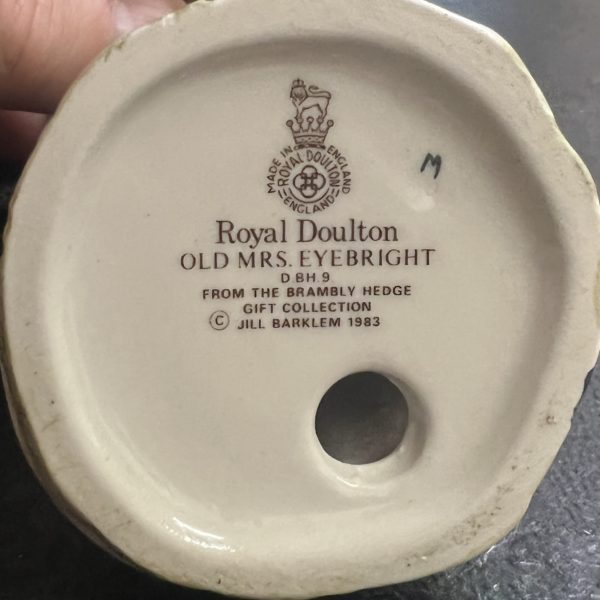 MADE IN ENGLAND
ROYAL DOULTON
ENGLAND
M
Royal Doulton
OLD MRS. EYEBRIGHT
D.BH.9
FROM THE BRAMBLY HEDGE
GIFT COLLECTION
© JILL BARKLEM 1983